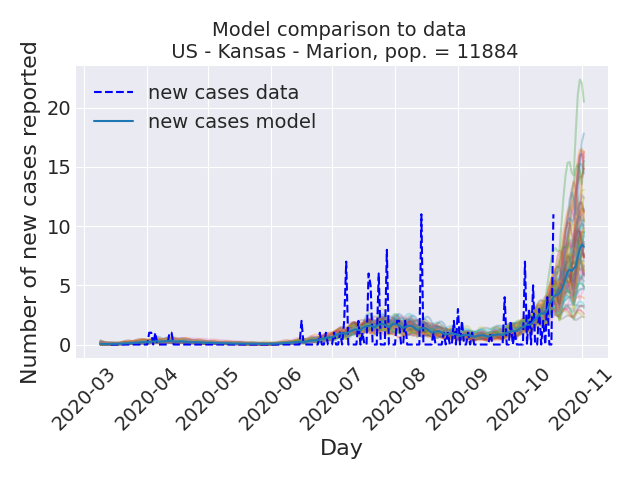 Model comparison to data
US - Kansas - Marion, pop. = 11884
Number of new cases reported
20
15
10
5
0
new cases data
new cases model
2020-03
2020-04
2020-05
2020-06
2020-07
2020-08
2020-09
2020-10
2020-11
Day